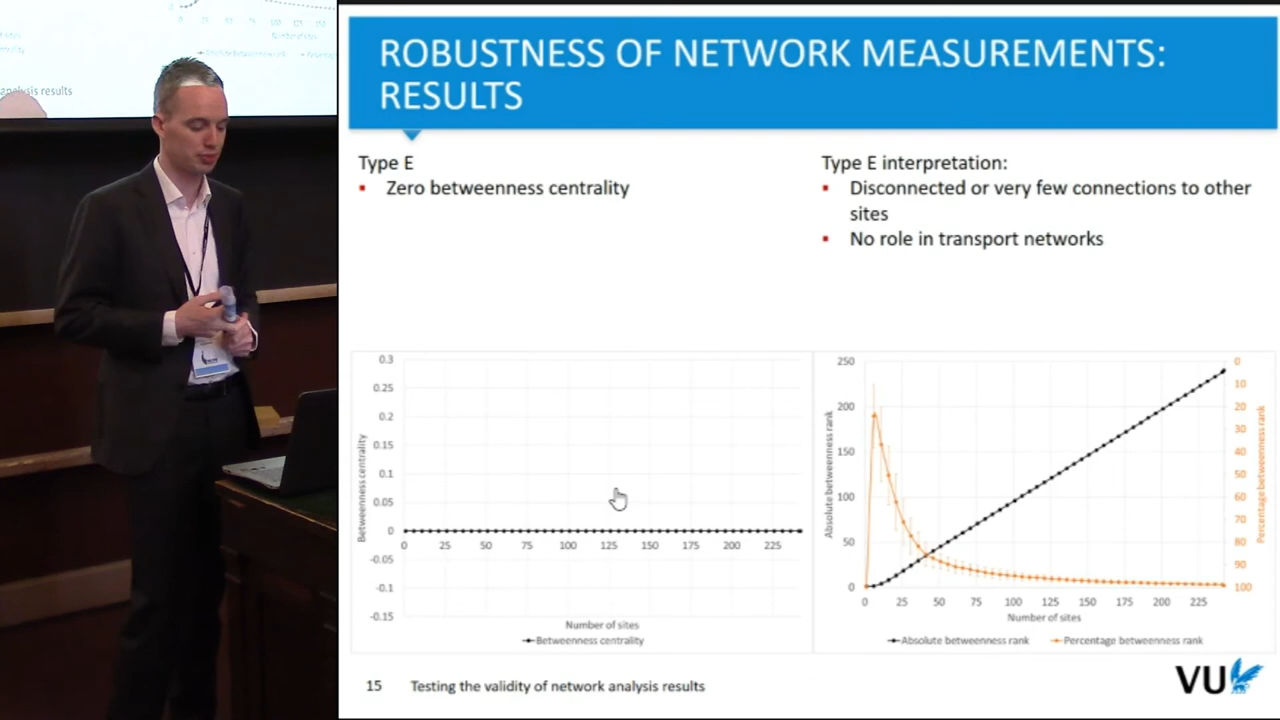 analysis results
ROBUSTNESS OF NETWORK MEASUREMENTS:
RESULTS
Type E
▪ Zero betweenness centrality
Type E interpretation:
▪ Disconnected or very few connections to other
sites
▪ No role in transport networks
Betweenness centrality
0.3
0.25
0.2
0.15
0.1
0.05
0
-0.05
-0.1
-0.15
0 25 50 75 100 125 150 175 200 225
Number of sites
Betweenness centrality
Absolute betweenness rank
250
200
150
100
50
0
0 25 50 75 100 125 150 175 200 225
Number of sites
0
10
20
30
40
50
60
70
80
90
100
Percentage betweenness rank
Absolute betweenness rank Percentage betweenness rank
15 Testing the validity of network analysis results
VU